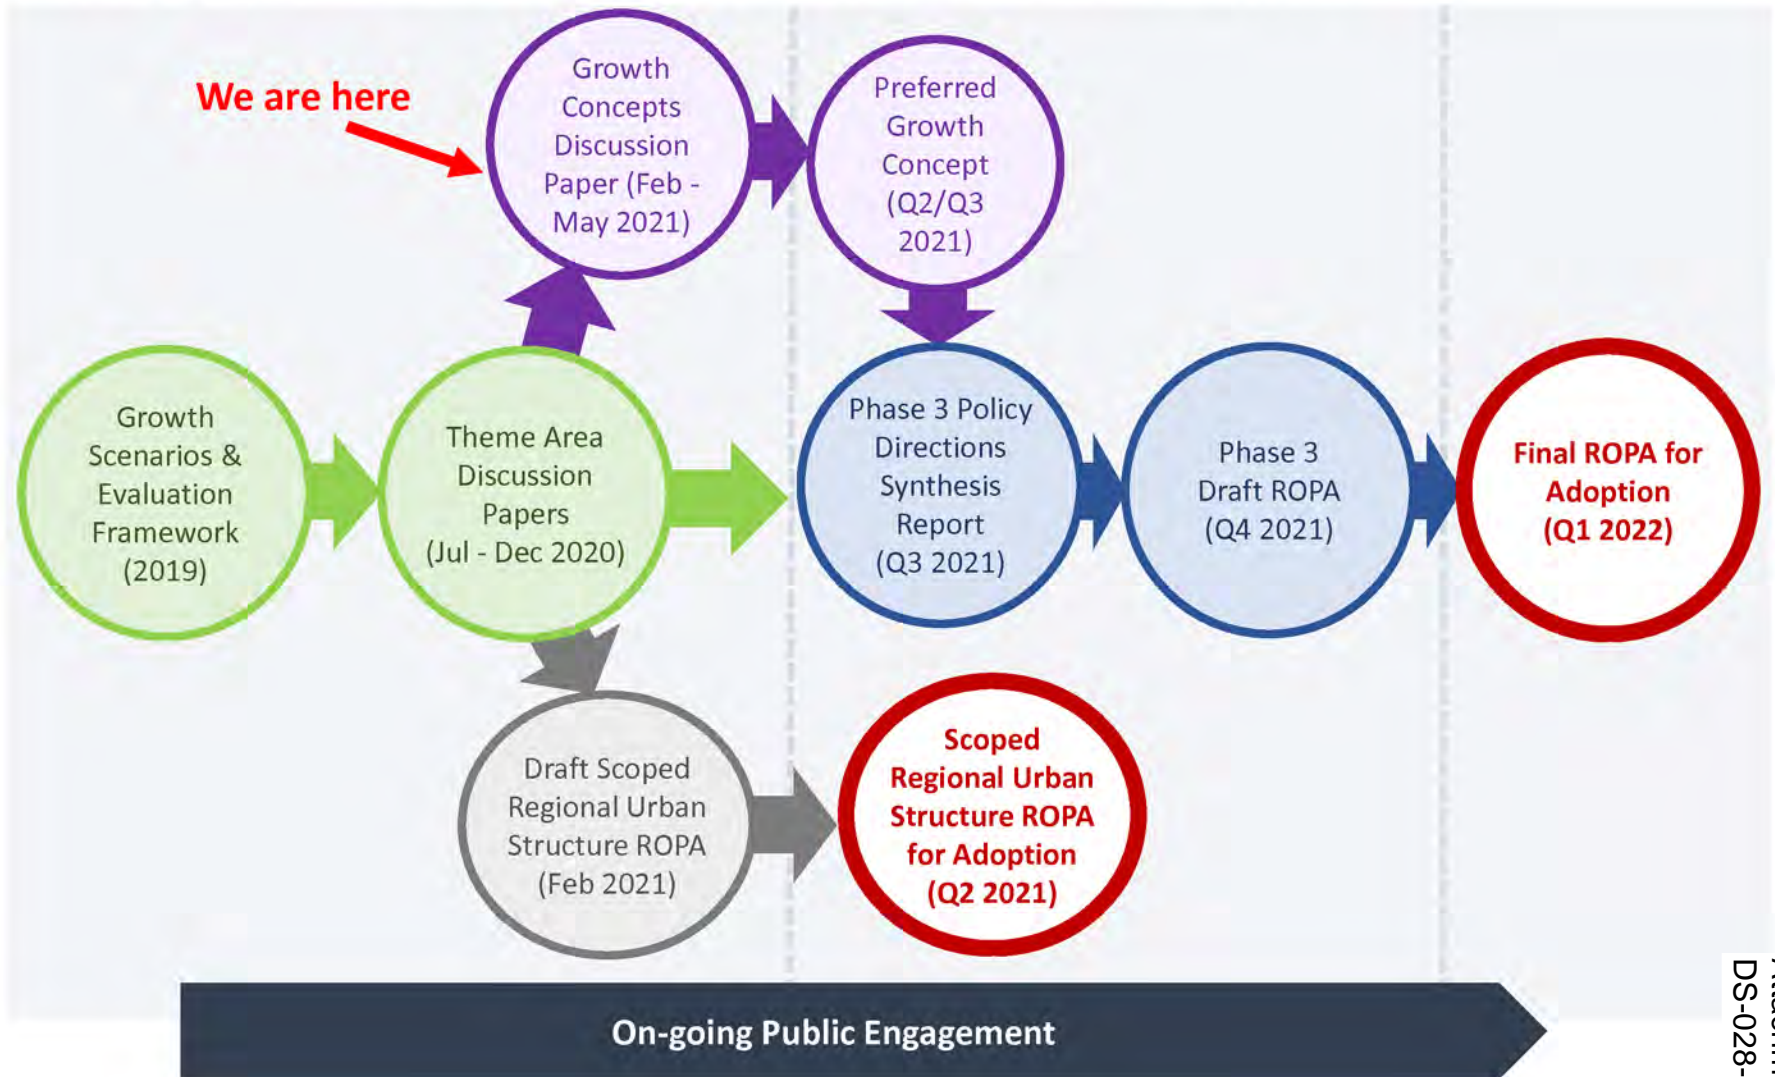 We are here
Growth
Concepts
Discussion
Paper (Feb -
May 2021)
Preferred
Growth
Concept
(Q2/Q3
2021)
Growth
Scenarios &
Evaluation
Framework
(2019)
Theme Area
Discussion
Papers
(Jul - Dec 2020)
Phase 3 Policy
Directions
Synthesis
Report
(Q3 2021)
Phase 3
Draft ROPA
(Q4 2021)
Final ROPA for
Adoption
(Q1 2022)
Draft Scoped
Regional Urban
Structure ROPA
(Feb 2021)
Scoped
Regional Urban
Structure ROPA
for Adoption
(Q2 2021)
On-going Public Engagement
DS-028-